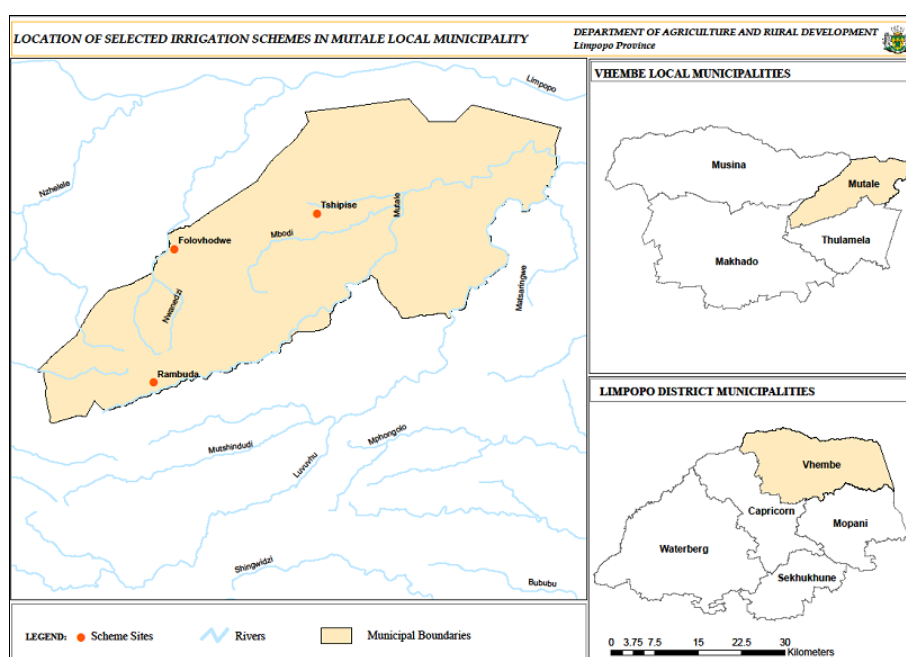 LOCATION OF SELECTED IRRIGATION SCHEMES IN MUTALE LOCAL MUNICIPALITY
DEPARTMENT OF AGRICULTURE AND RURAL DEVELOPMENT
Limpopo Province
Limpopo
Nzhelele
Tshipise
Mutale
Mbodi
Folovhodwe
Nwanedzi
Matsaringwe
Rambuda
Mutshindudi
Mphongolo
Luvuvhu
Shingwidzi
Bububu
LEGEND: Scheme Sites Rivers Municipal Boundaries
VHEMBE LOCAL MUNICIPALITIES
Musina
Mutale
Thulamela
Makhado
LIMPOPO DISTRICT MUNICIPALITIES
Vhembe
Capricorn
Mopani
Waterberg
Sekhukhune
0 3.75 7.5 15 22.5 30
Kilometers